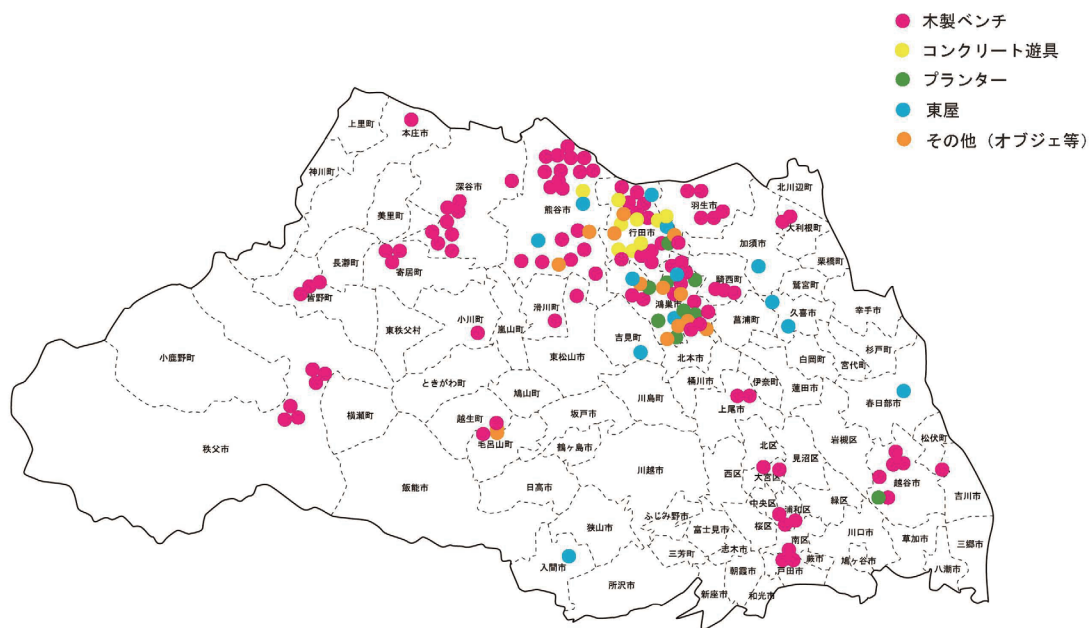 木製ベンチ
コンクリート遊具
プランター
東屋
その他（オブジェ等）
上里町
本庄市
神川町
深谷市
美里町
熊谷市
行田市
羽生市
北川辺町
大利根町
加須市
栗橋町
長瀞町
寄居町
皆野町
騎西町
鷲宮町
滑川町
鴻巣市
久喜市
幸手市
小川町
嵐山町
菖浦町
東秩父村
吉見町
小鹿野町
東松山市
北本市
白岡町
杉戸町
宮代町
ときがわ町
鳩山町
桶川市
伊奈町
蓮田市
川島町
横瀬町
越生町
坂戸市
上尾市
春日部市
毛呂山町
鶴ヶ島市
岩槻区
松伏町
秩父市
北区
見沼区
川越市
西区
大宮区
越谷市
飯能市
日高市
吉川市
中央区
浦和区
緑区
ふじみ野市
桜区
狭山市
富士見市
川口市
草加市
南区
三郷市
三芳町
志木市
蕨市
鳩ヶ谷市
入間市
朝霞市
戸田市
八潮市
所沢市
新座市
和光市